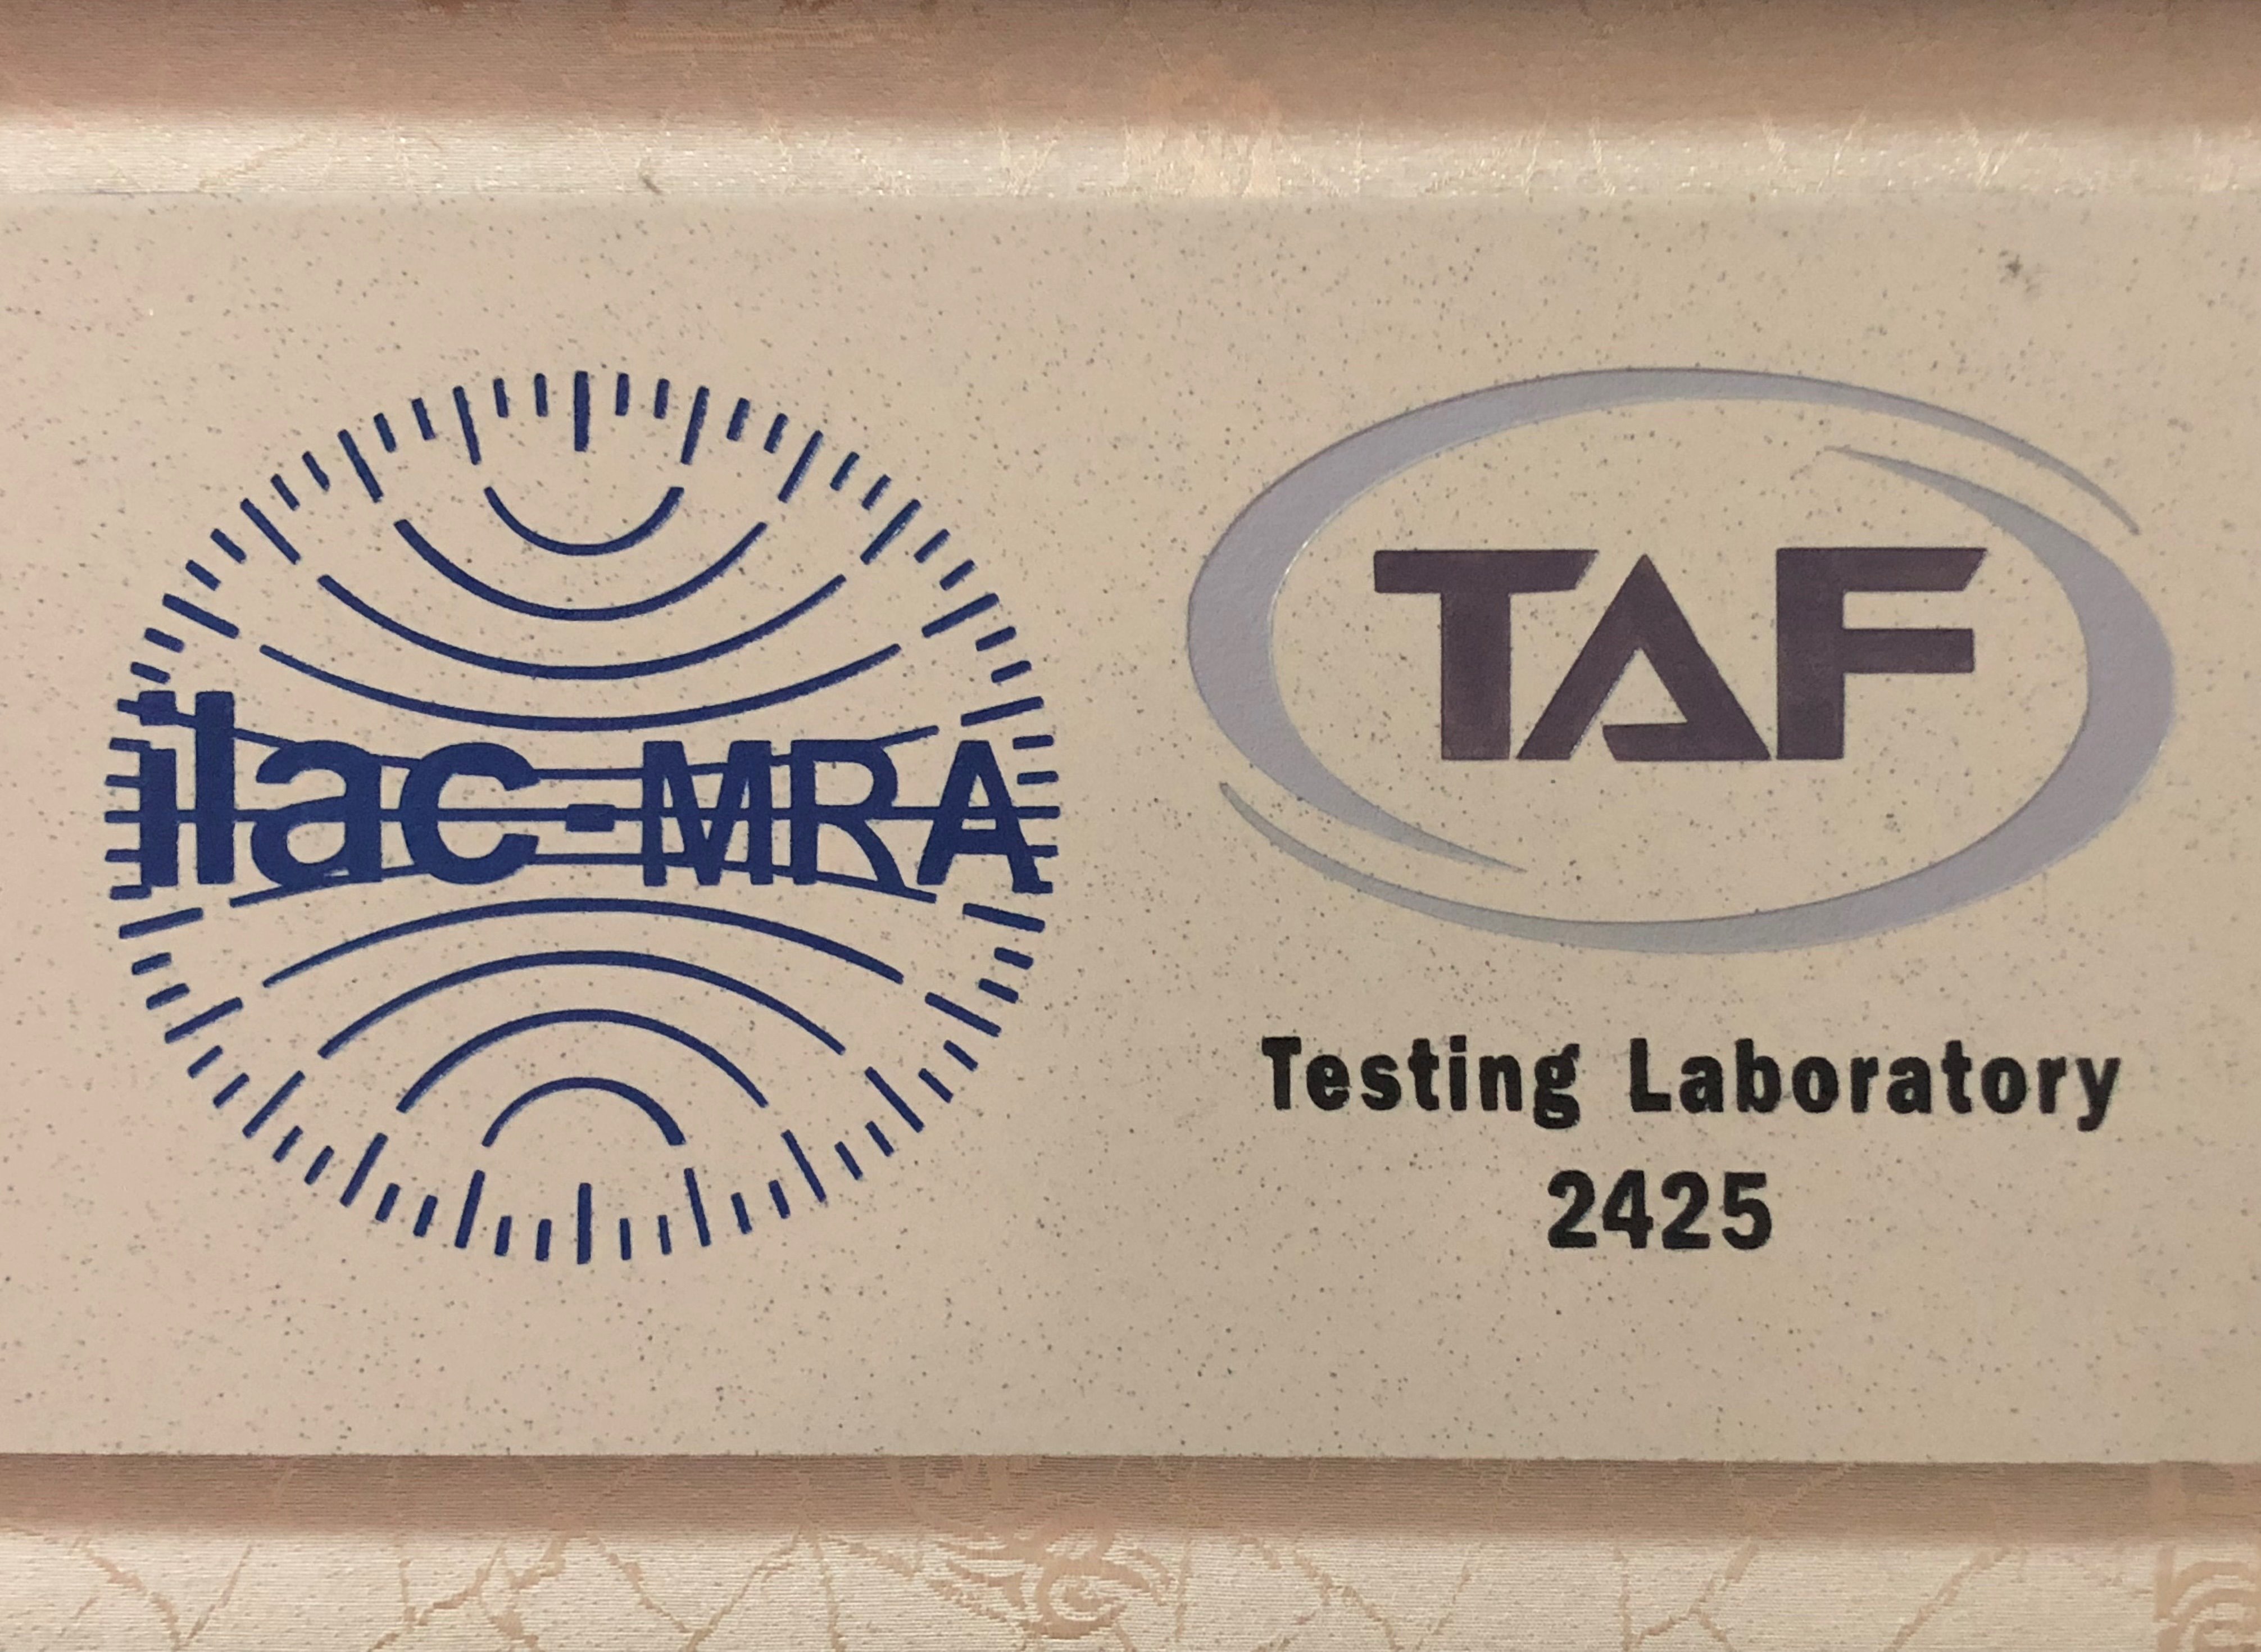 ilac-MRA
TAF
Testing Laboratory
2425